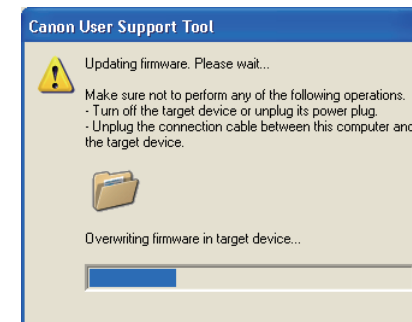 Canon User Support Tool
Updating firmware. Please wait...
Make sure not to perform any of the following operations.
- Turn off the target device or unplug its power plug.
- Unplug the connection cable between this computer and
the target device.
Overwriting firmware in target device...